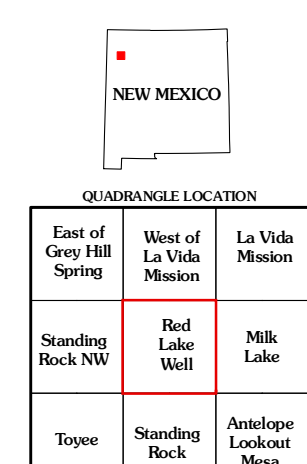 NEW MEXICO
QUADRANGLE LOCATION
East of
Grey Hill
Spring
West of
La Vida
Mission
La Vida
Mission
Standing
Rock NW
Red
Lake
Well
Milk
Lake
Toyee
Standing
Rock
Antelope
Lookout
Mesa